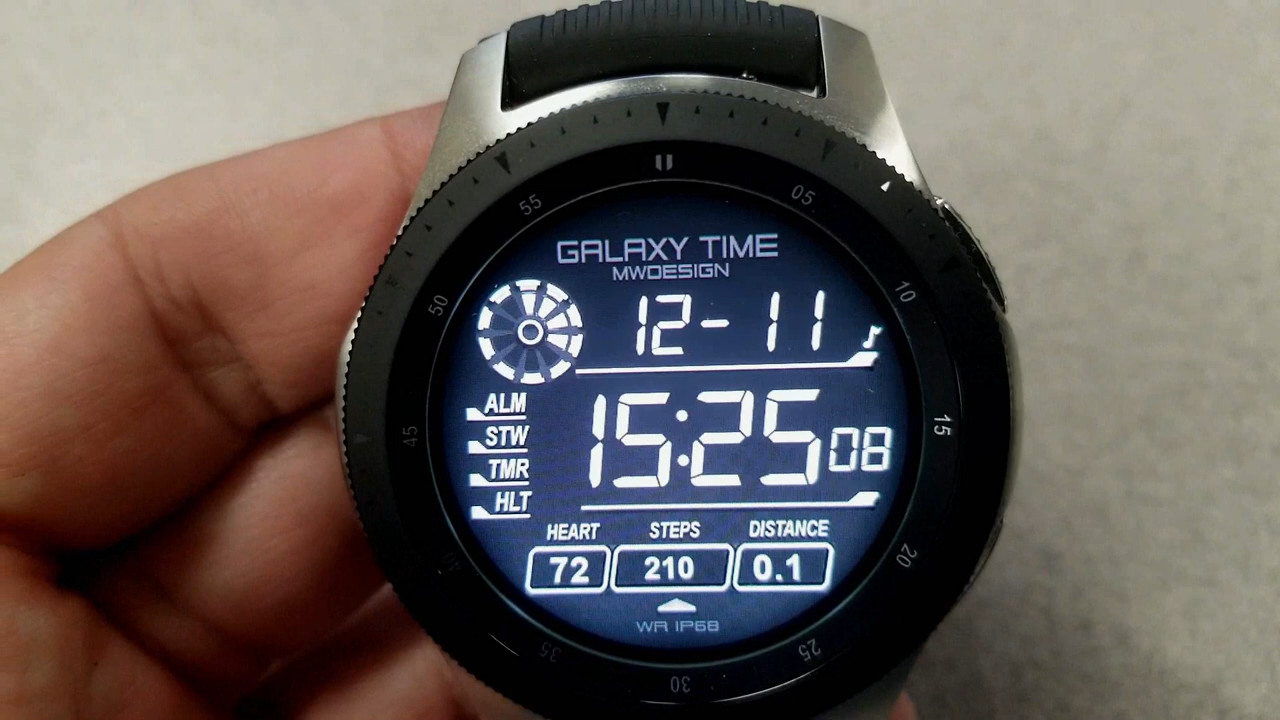 GALAXY TIME
MWDESIGN
12-11
ALM
STW
TMR
HLT
15:25 08
HEART STEPS DISTANCE
72 210 0.1
WR IP68
05
10
15
20
25
30
35
40
45
50
55